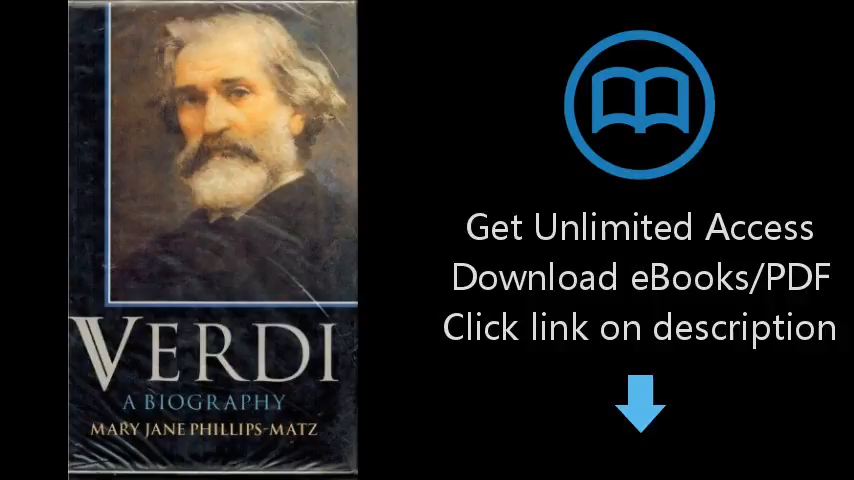 VERDI
A BIOGRAPHY
MARY JANE PHILLIPS-MATZ
Get Unlimited Access
Download eBooks/PDF
Click link on description